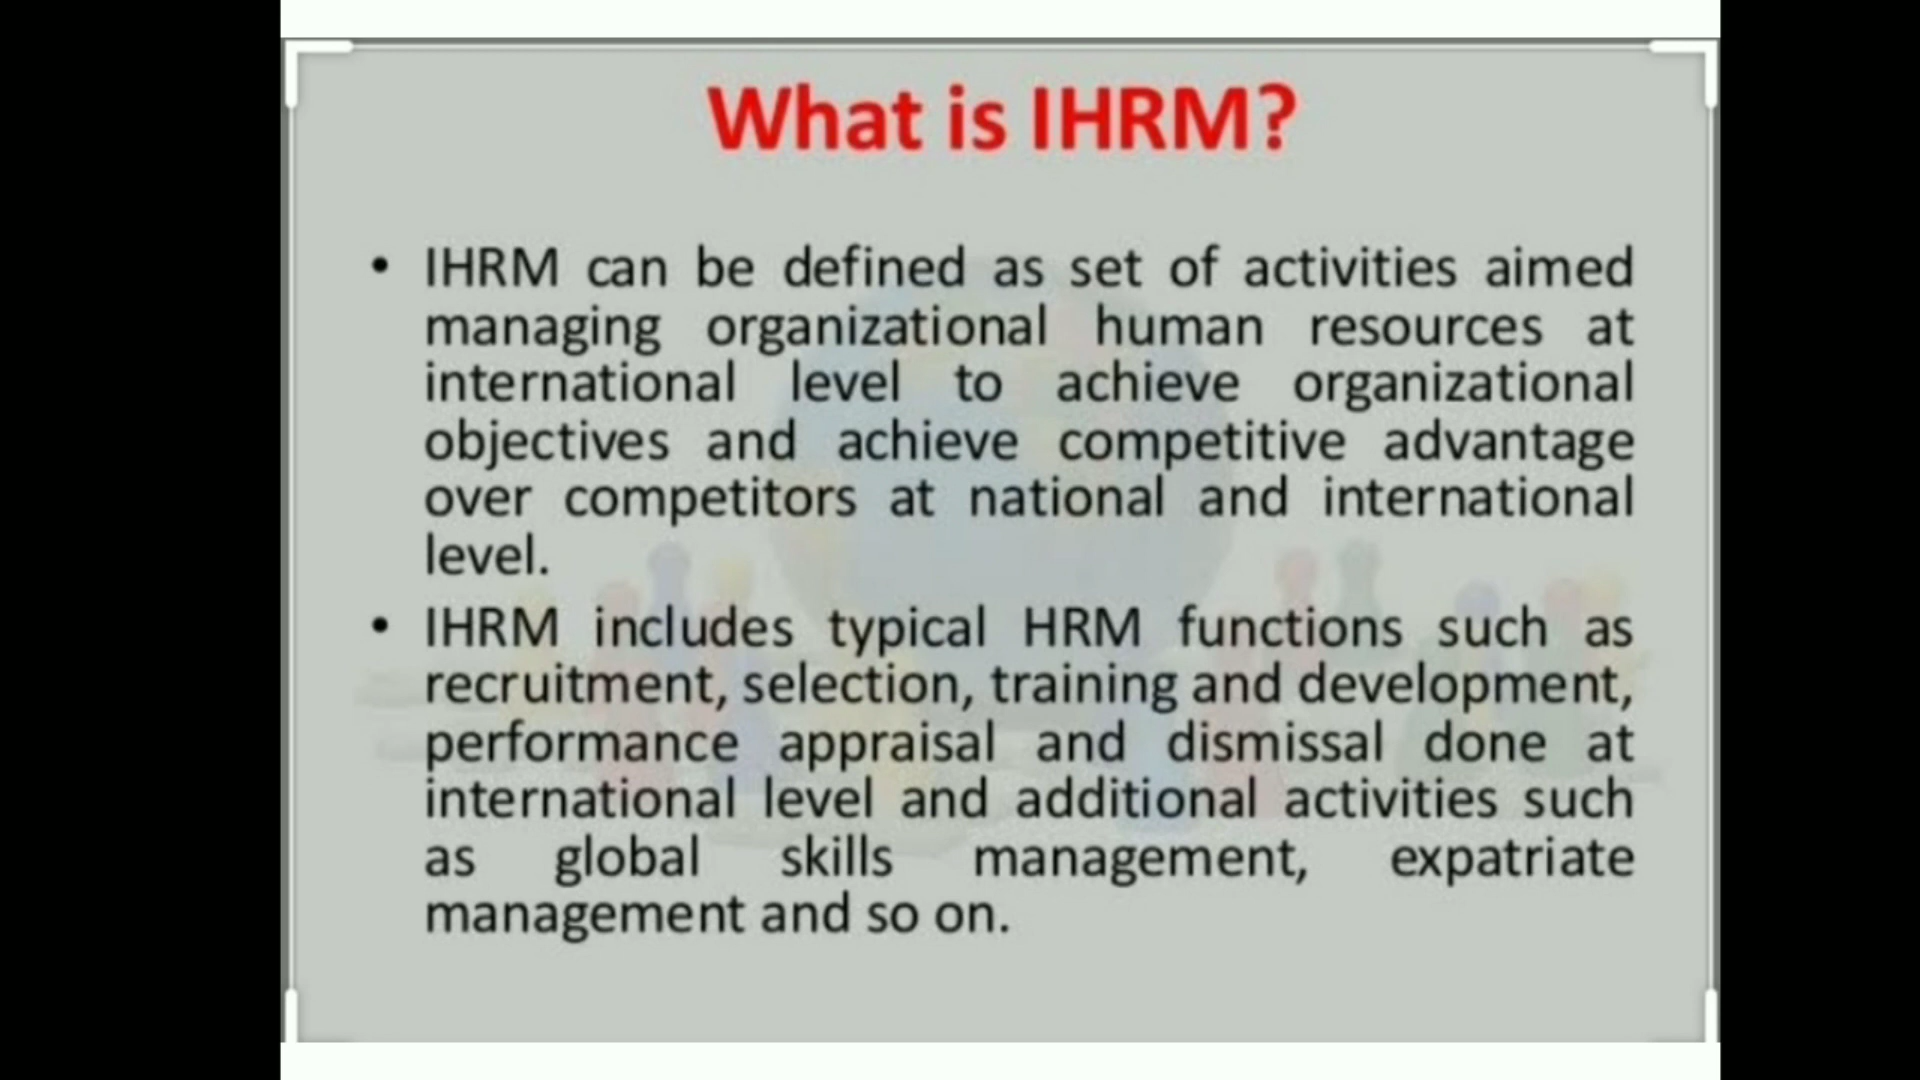 What is IHRM?
• IHRM can be defined as set of activities aimed
managing organizational human resources at
international level to achieve organizational
objectives and achieve competitive advantage
over competitors at national and international
level.
• IHRM includes typical HRM functions such as
recruitment, selection, training and development,
performance appraisal and dismissal done at
international level and additional activities such
as global skills management, expatriate
management and so on.